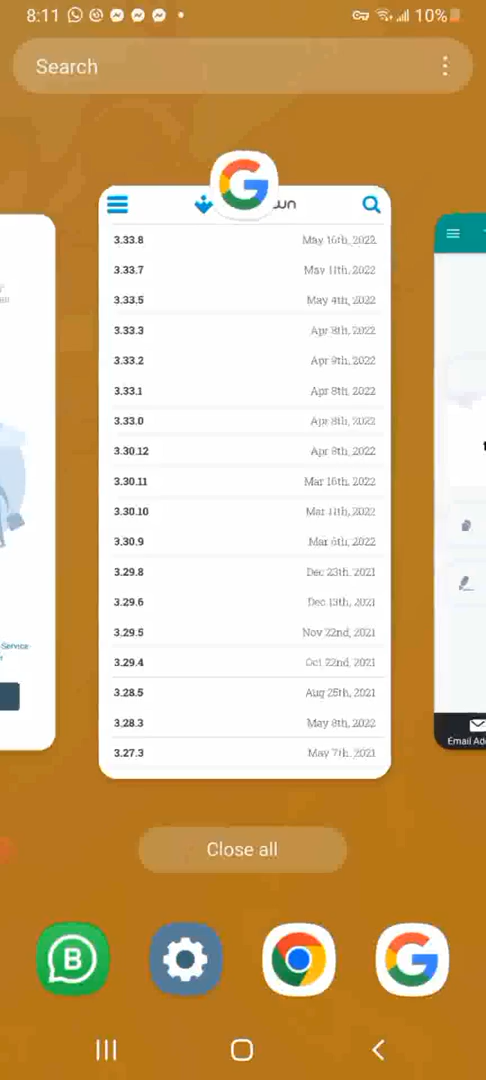 8:11
10%
Search
wn
3.33.8 May 16th, 2022
3.33.7 May 11th, 2022
3.33.5 May 4th, 2022
3.33.3 Apr 8th, 2022
3.33.2 Apr 9th, 2022
3.33.1 Apr 8th, 2022
3.33.0 Apr 8th, 2022
3.30.12 Apr 8th, 2022
3.30.11 Mar 16th, 2022
3.30.10 Mar 11th, 2022
3.30.9 Mar 6th, 2022
3.29.8 Dec 23th, 2021
3.29.6 Dec 13th, 2021
3.29.5 Nov 22nd, 2021
3.29.4 Oct 22nd, 2021
3.28.5 Aug 25th, 2021
3.28.3 May 8th, 2022
3.27.3 May 7th, 2021
-Service
Email Ad
Close all
B